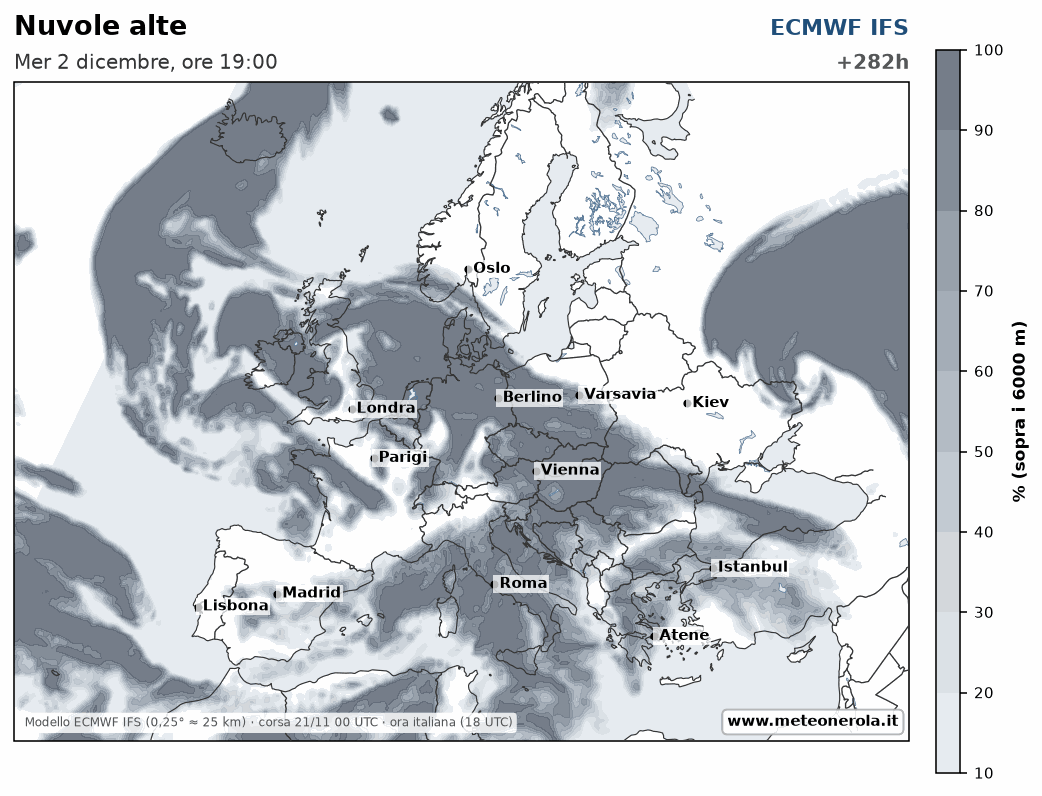 Nuvole alte
ECMWF IFS
Mer 2 dicembre, ore 19:00
+282h
Oslo
Londra
Berlino
Varsavia
Kiev
Parigi
Vienna
Istanbul
Roma
Madrid
Lisbona
Atene
Modello ECMWF IFS (0,25° ≈ 25 km) · corsa 21/11 00 UTC · ora italiana (18 UTC)
www.meteonerola.it
100
90
80
70
60
50
40
30
20
10
% (sopra i 6000 m)